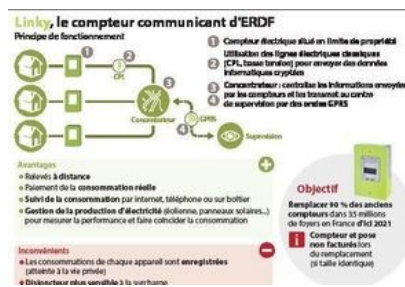 Linky, le compteur communicant d'ERDF
Principe de fonctionnement
1 Compteur électrique situé en limite de propriété
2 Utilisation des lignes électriques classiques
(CPL, basse tension) pour envoyer des données
informatiques cryptées
3 Concentrateur : centralise les informations envoyées
par les compteurs et les transmet au centre
4 de supervision par des ondes GPRS
1
2
CPL
3
Concentrateur
4
GPRS
Supervision
Avantages
• Relevés à distance
• Paiement de la consommation réelle
• Suivi de la consommation par internet, téléphone ou sur boîtier
• Gestion de la production d'électricité (éolienne, panneaux solaires...)
pour mesurer la performance et faire coïncider la consommation
Inconvénients
• Les consommations de chaque appareil sont enregistrées
(atteinte à la vie privée)
• Disjoncteur plus sensible à la surcharge
Objectif
Remplacer 90 % des anciens
compteurs dans 35 millions
de foyers en France d'ici 2021
Compteur et pose
non facturés lors
du remplacement
(si taille identique)